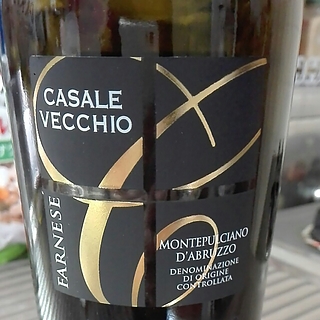 CASALE
VECCHIO
FARNESE
MONTEPULCIANO
D'ABRUZZO
DENOMINAZIONE
DI ORIGINE
CONTROLLATA